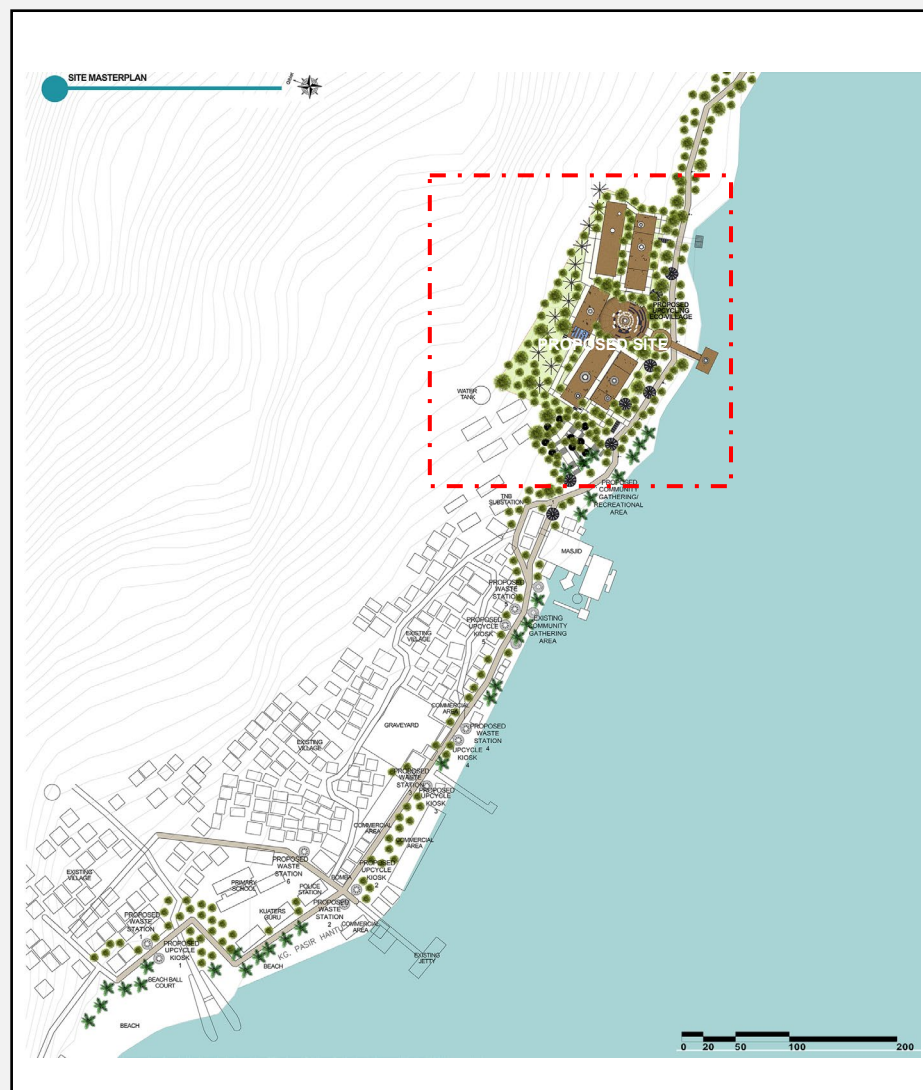 SITE MASTERPLAN
PROPOSED
UPCYCLING
ECO-VILLAGE
PROPOSED SITE
WATER
TANK
PROPOSED
COMMUNITY
GATHERING/
RECREATIONAL
AREA
TNB
SUBSTATION
MASJID
PROPOSED
WASTE
STATION
5
PROPOSED
UPCYCLE
KIOSK
5
EXISTING
COMMUNITY
GATHERING
AREA
EXISTING
VILLAGE
COMMERCIAL
AREA
GRAVEYARD
PROPOSED
WASTE
STATION
4
EXISTING
VILLAGE
UPCYCLE
KIOSK
4
PROPOSED
WASTE
STATION
3
PROPOSED
UPCYCLE
KIOSK
3
COMMERCIAL
AREA
COMMERCIAL
AREA
PROPOSED
WASTE
STATION
6
PROPOSED
UPCYCLE
KIOSK
2
EXISTING
VILLAGE
PRIMARY
SCHOOL
POLICE
STATION
BOMBA
PROPOSED
WASTE
STATION
2
KUATERS
GURU
COMMERCIAL
AREA
PROPOSED
WASTE
STATION
1
PROPOSED
UPCYCLE
KIOSK
1
KG. PASIR HANTU
EXISTING
JETTY
BEACH
BEACH BALL
COURT
BEACH
0 20 50 100 200